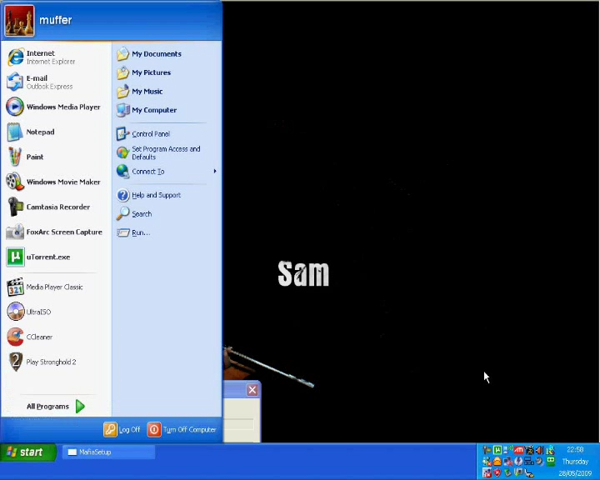 muffer
Internet
Internet Explorer
E-mail
Outlook Express
Windows Media Player
Notepad
Paint
Windows Movie Maker
Camtasia Recorder
FoxArc Screen Capture
uTorrent.exe
Media Player Classic
UltraISO
CCleaner
Play Stronghold 2
All Programs
My Documents
My Pictures
My Music
My Computer
Control Panel
Set Program Access and
Defaults
Connect To
Help and Support
Search
Run...
Log Off
Turn Off Computer
Sam
start
MafiaSetup
22:50
Thursday
28/05/2009